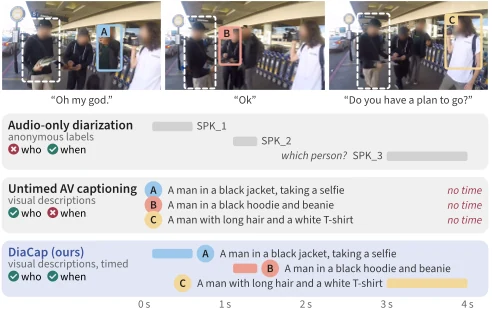 A
B
C
“Oh my god.”
“Ok”
“Do you have a plan to go?”
Audio-only diarization
anonymous labels
who when
SPK_1
SPK_2
which person? SPK_3
Untimed AV captioning
visual descriptions
who when
A A man in a black jacket, taking a selfie no time
B A man in a black hoodie and beanie no time
C A man with long hair and a white T-shirt no time
DiaCap (ours)
visual descriptions, timed
who when
A A man in a black jacket, taking a selfie
B A man in a black hoodie and beanie
C A man with long hair and a white T-shirt
0 s 1 s 2 s 3 s 4 s